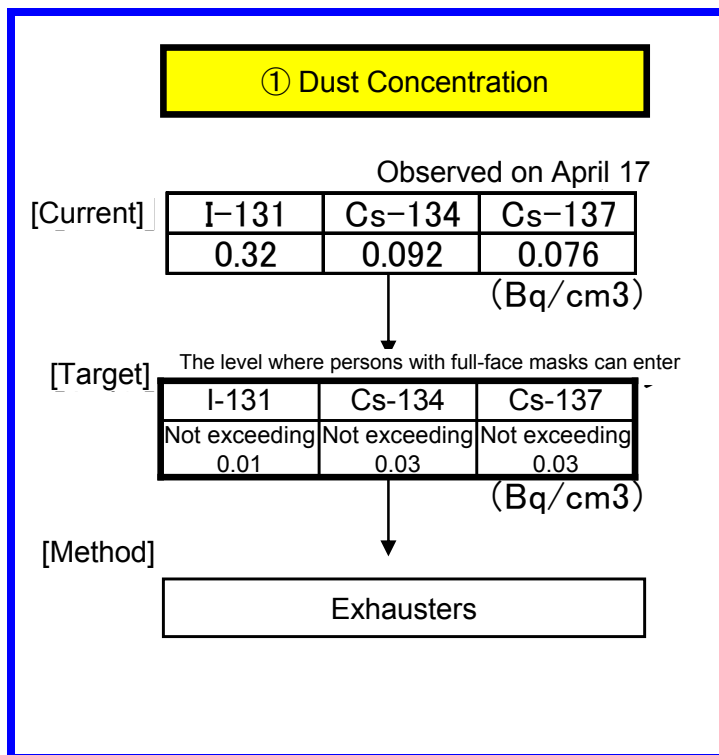 ① Dust Concentration
Observed on April 17
[Current]
I-131 Cs-134 Cs-137
0.32 0.092 0.076
(Bq/cm3)
[Target] The level where persons with full-face masks can enter
I-131 Cs-134 Cs-137
Not exceeding Not exceeding Not exceeding
0.01 0.03 0.03
(Bq/cm3)
[Method]
Exhausters